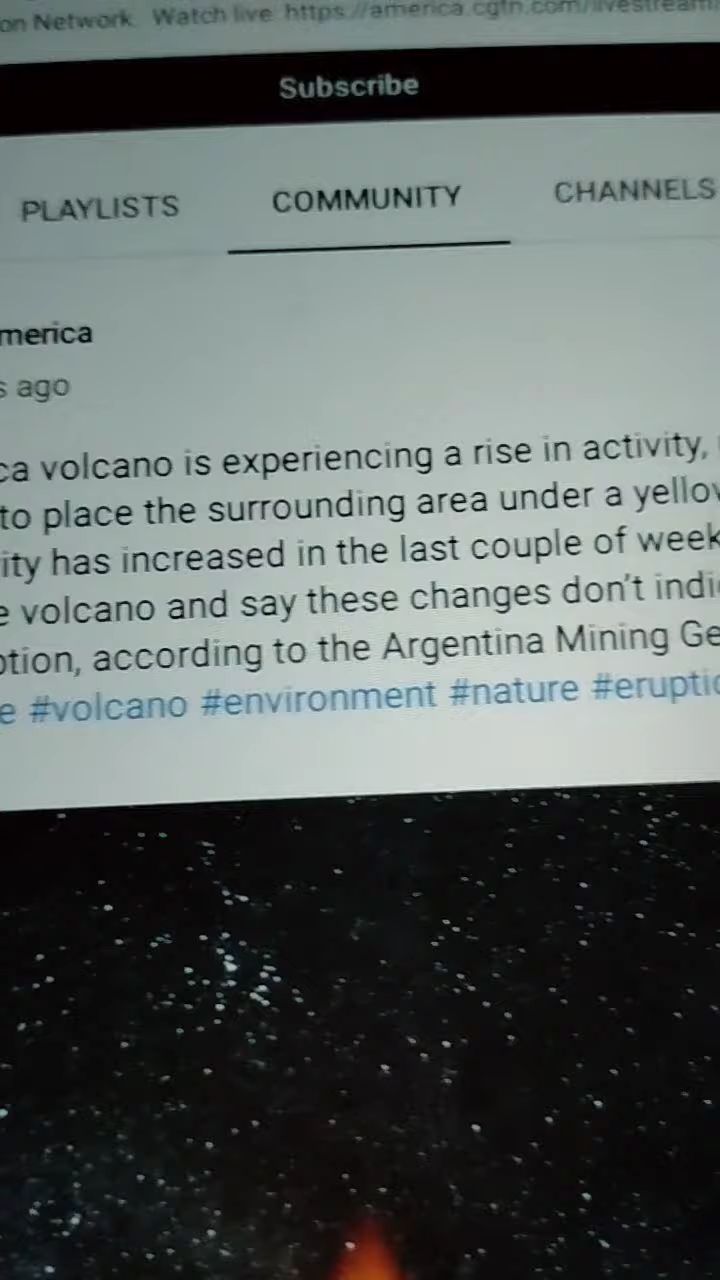 on Network. Watch live: https://america.cgtn.com/livestream
Subscribe
PLAYLISTS COMMUNITY CHANNELS
merica
s ago
ca volcano is experiencing a rise in activity,
to place the surrounding area under a yellow
ity has increased in the last couple of week
e volcano and say these changes don't indic
ption, according to the Argentina Mining Ge
e #volcano #environment #nature #eruptio